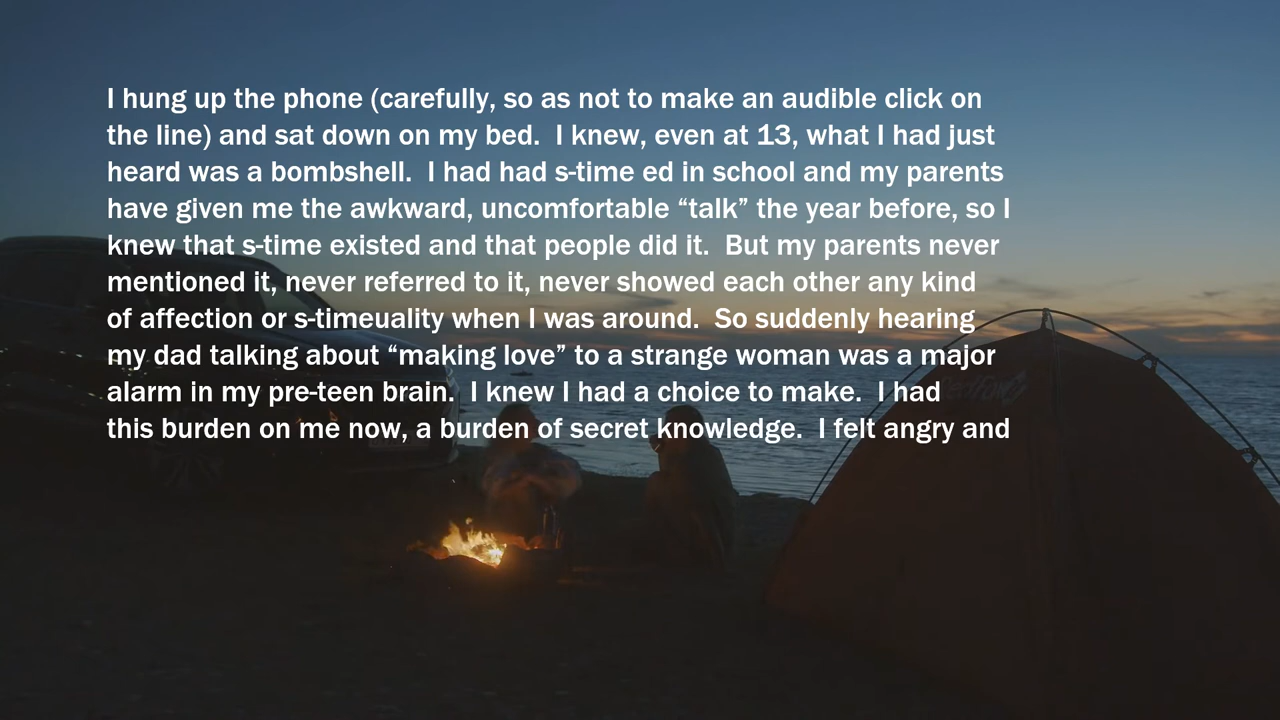 I hung up the phone (carefully, so as not to make an audible click on
the line) and sat down on my bed.  I knew, even at 13, what I had just
heard was a bombshell.  I had had s-time ed in school and my parents
have given me the awkward, uncomfortable “talk” the year before, so I
knew that s-time existed and that people did it.  But my parents never
mentioned it, never referred to it, never showed each other any kind
of affection or s-timeuality when I was around.  So suddenly hearing
my dad talking about “making love” to a strange woman was a major
alarm in my pre-teen brain.  I knew I had a choice to make.  I had
this burden on me now, a burden of secret knowledge.  I felt angry and